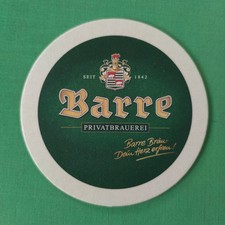 SEIT 1842
Barre
PRIVATBRAUEREI
Barre Bräu
Dein Herz erfreu!